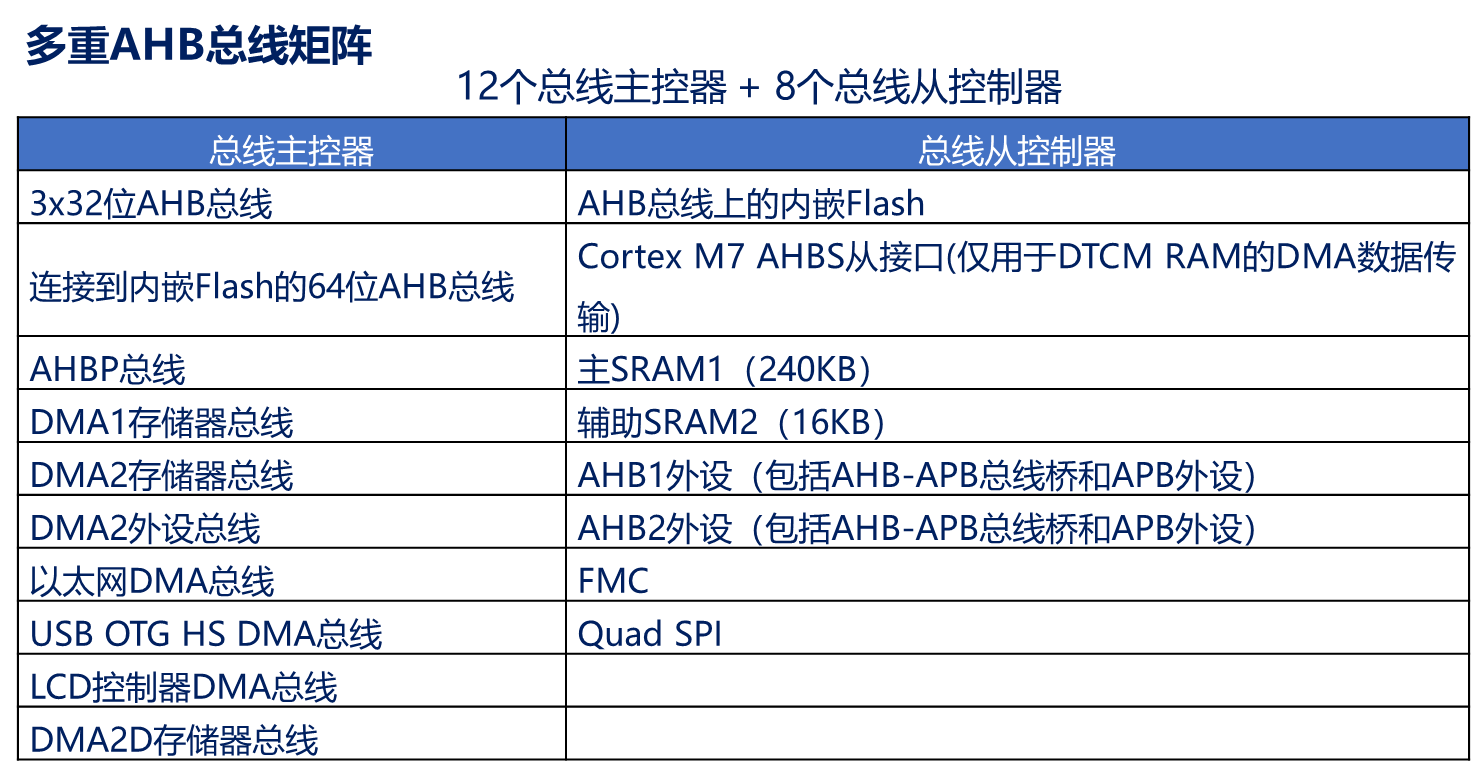 多重AHB总线矩阵
12个总线主控器 + 8个总线从控制器
总线主控器 总线从控制器
3x32位AHB总线 AHB总线上的内嵌Flash
连接到内嵌Flash的64位AHB总线 Cortex M7 AHBS从接口(仅用于DTCM RAM的DMA数据传
输)
AHBP总线 主SRAM1（240KB）
DMA1存储器总线 辅助SRAM2（16KB）
DMA2存储器总线 AHB1外设（包括AHB-APB总线桥和APB外设）
DMA2外设总线 AHB2外设（包括AHB-APB总线桥和APB外设）
以太网DMA总线 FMC
USB OTG HS DMA总线 Quad SPI
LCD控制器DMA总线
DMA2D存储器总线